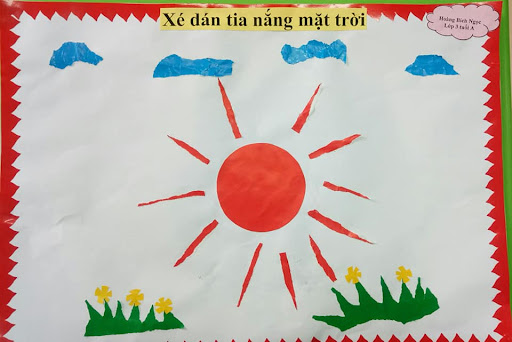 Xé dán tia nắng mặt trời
Hoàng Bích Ngọc
Lớp 3 tuổi A